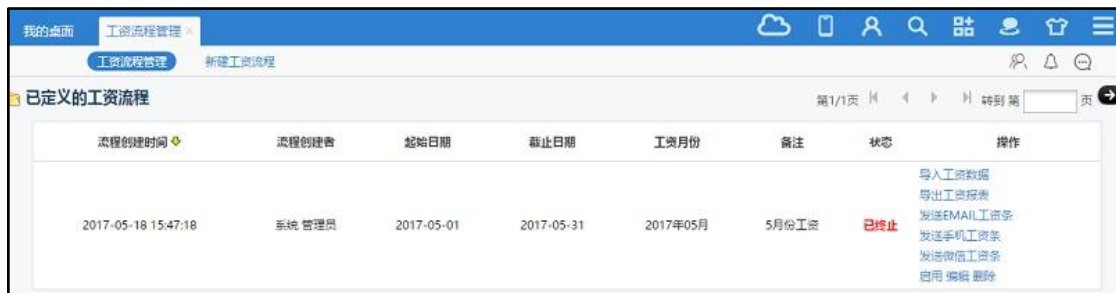 我的桌面 工资流程管理 ×
工资流程管理 新建工资流程
已定义的工资流程 第1/1页 转到 第 页
流程创建时间 流程创建者 起始日期 截止日期 工资月份 备注 状态 操作
导入工资数据
导出工资报表
2017-05-18 15:47:18 系统 管理员 2017-05-01 2017-05-31 2017年05月 5月份工资 已终止 发送EMAIL工资条
发送手机工资条
发送微信工资条
启用 编辑 删除